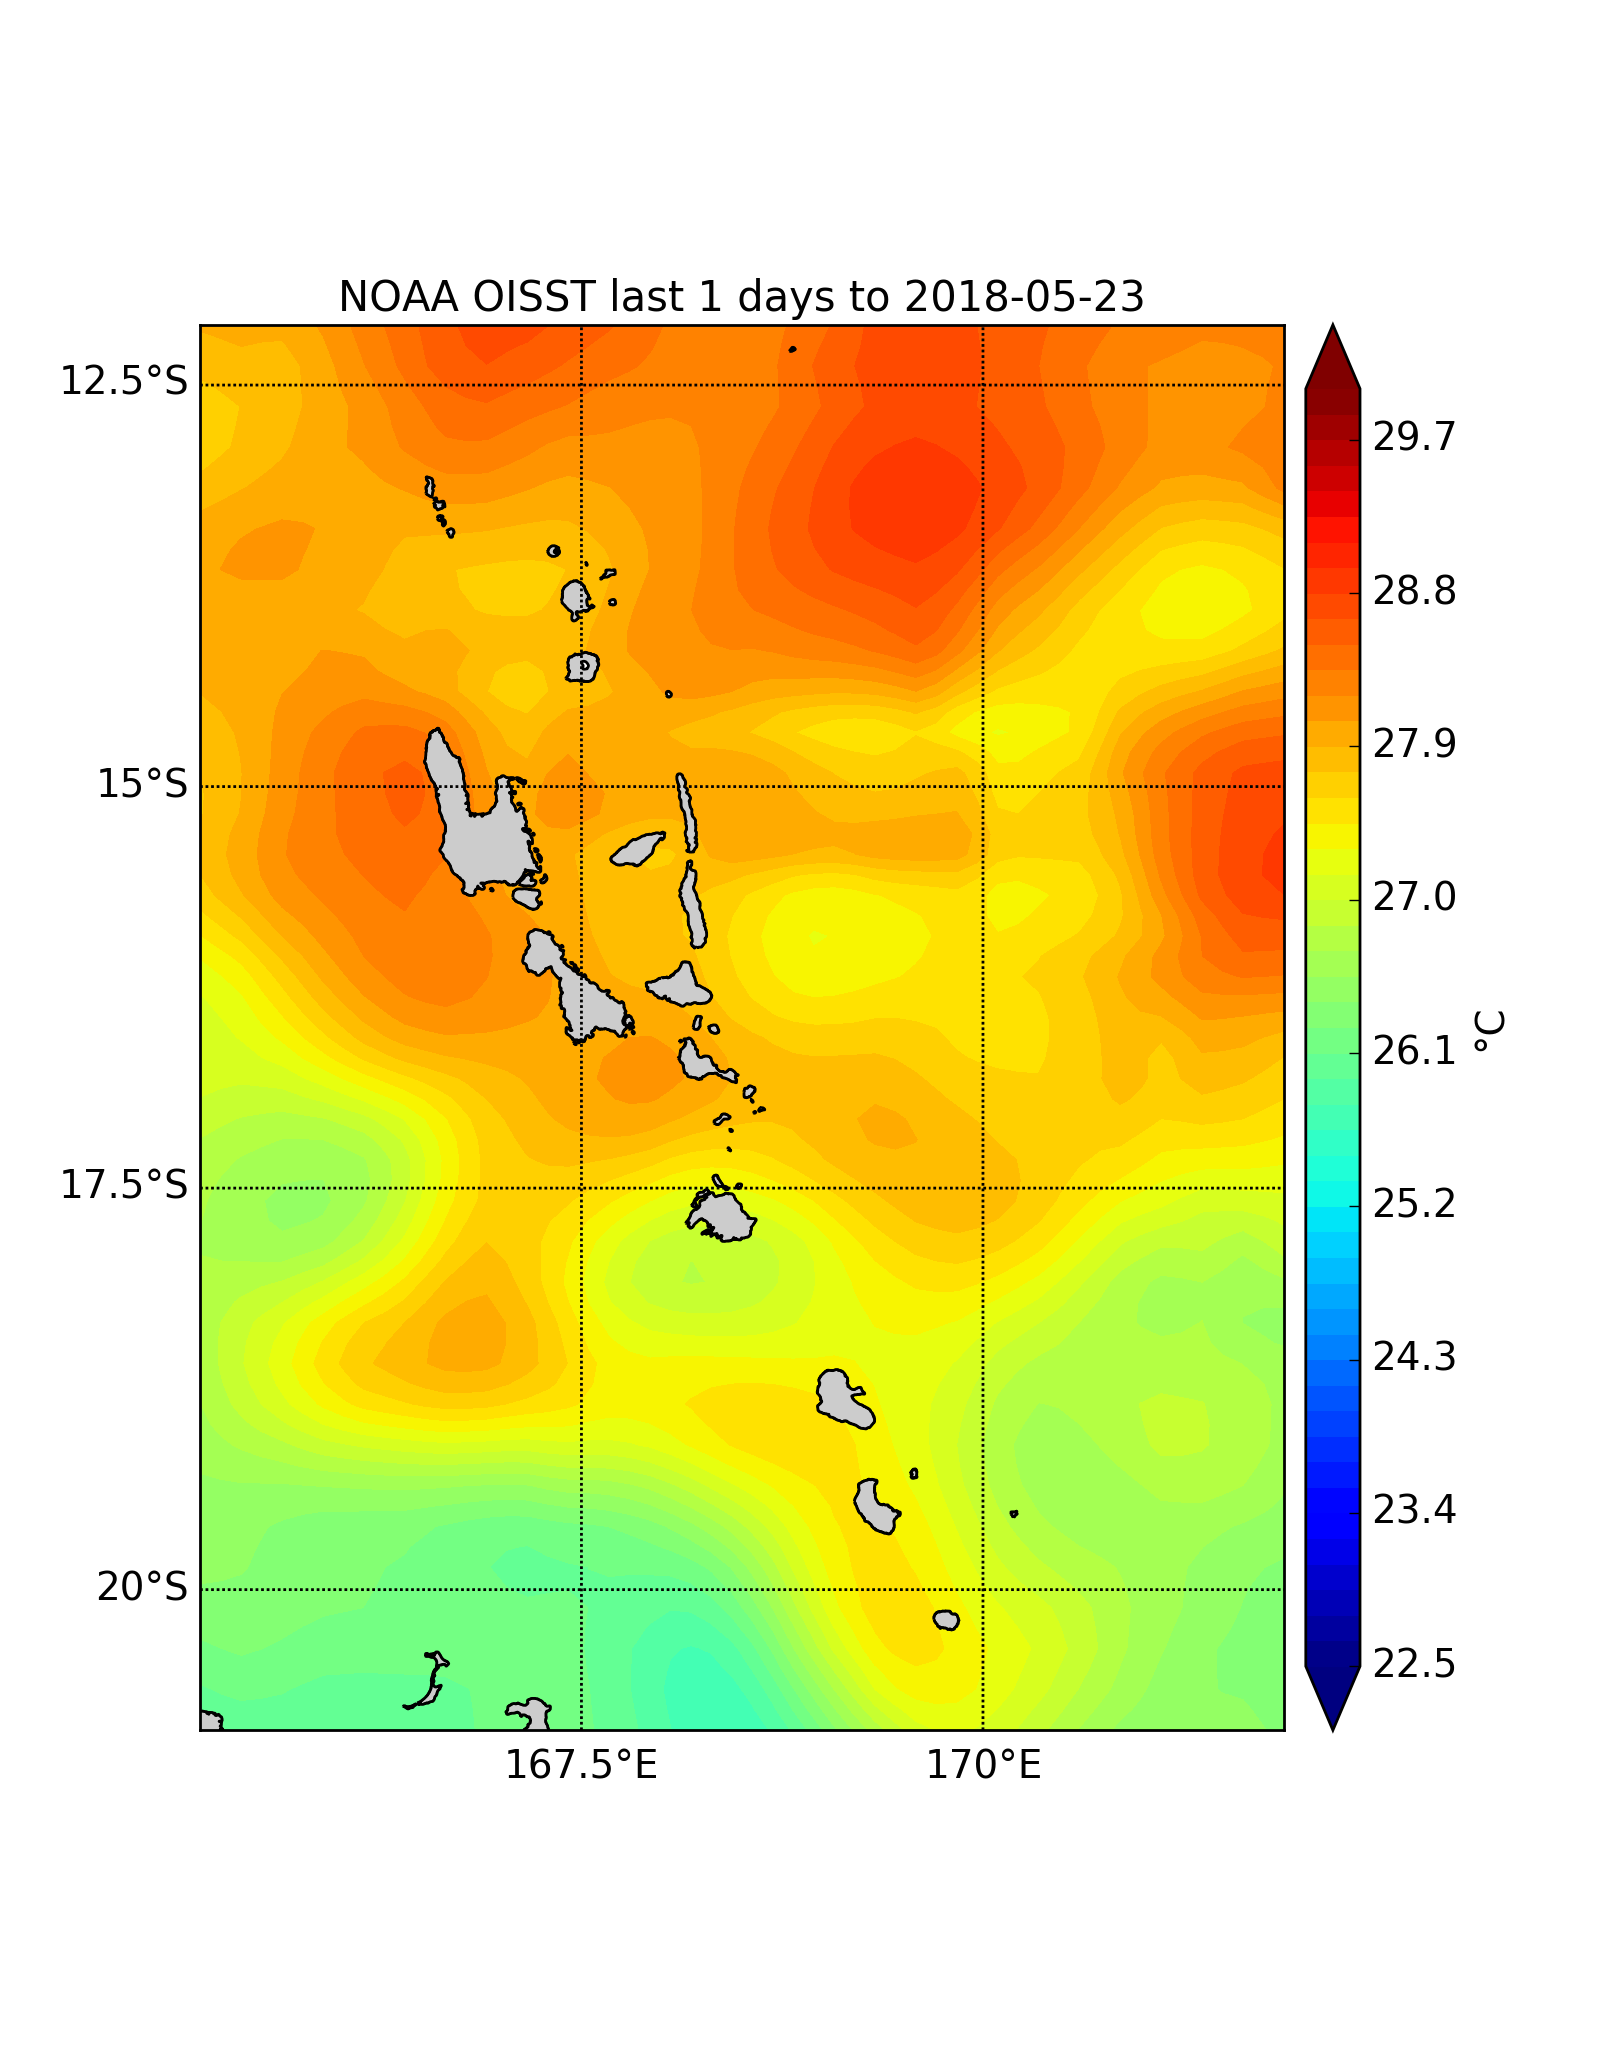 NOAA OISST last 1 days to 2018-05-23
12.5°S
15°S
17.5°S
20°S
167.5°E
170°E
29.7
28.8
27.9
27.0
26.1
25.2
24.3
23.4
22.5
°C